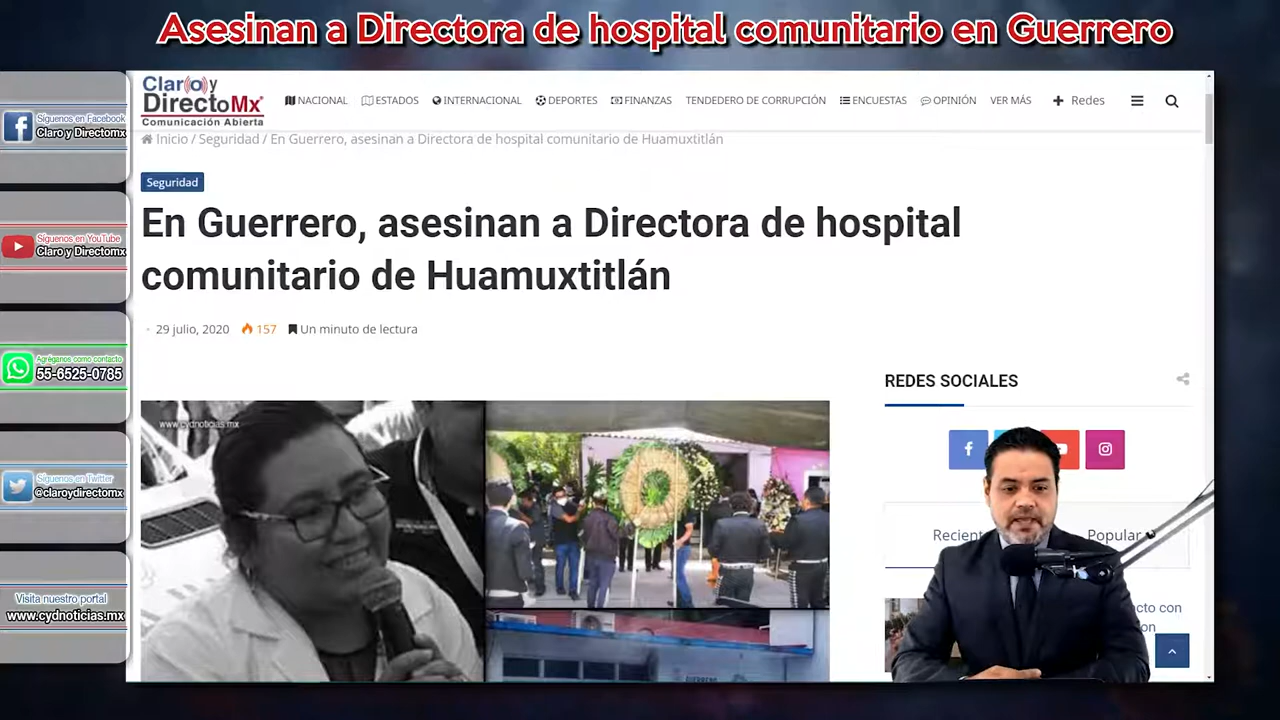 Asesinan a Directora de hospital comunitario en Guerrero
Síguenos en Facebook
Claro y Directomx
Síguenos en YouTube
Claro y Directomx
Agréganos como contacto
55-6525-0785
Síguenos en Twitter
@claroydirectomx
Visita nuestro portal
www.cydnoticias.mx
Claro y
DirectoMx
Comunicación Abierta
NACIONAL ESTADOS INTERNACIONAL DEPORTES FINANZAS TENDEDERO DE CORRUPCIÓN ENCUESTAS OPINIÓN VER MÁS + Redes
Inicio / Seguridad / En Guerrero, asesinan a Directora de hospital comunitario de Huamuxtitlán
Seguridad
En Guerrero, asesinan a Directora de hospital
comunitario de Huamuxtitlán
29 julio, 2020 157 Un minuto de lectura
REDES SOCIALES
www.cydnoticias.mx
Popular
cto con
GUERRERO